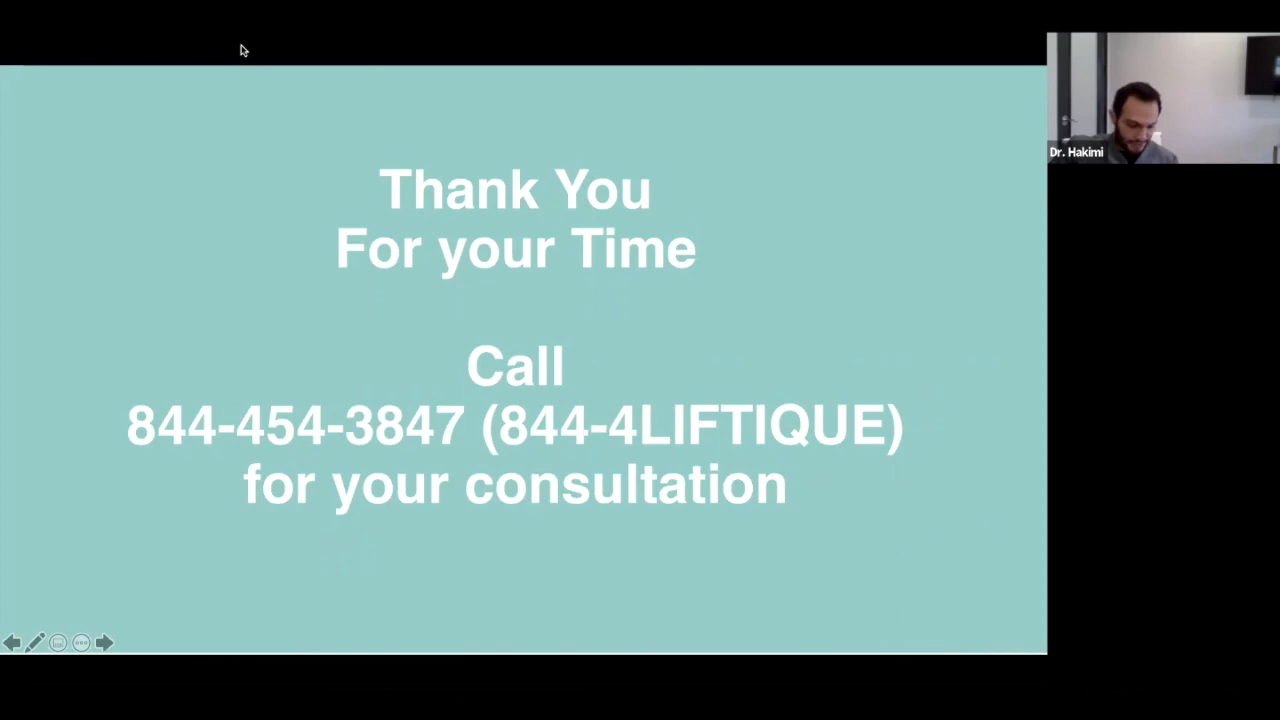 Thank You
For your Time
Call
844-454-3847 (844-4LIFTIQUE)
for your consultation
Dr. Hakimi